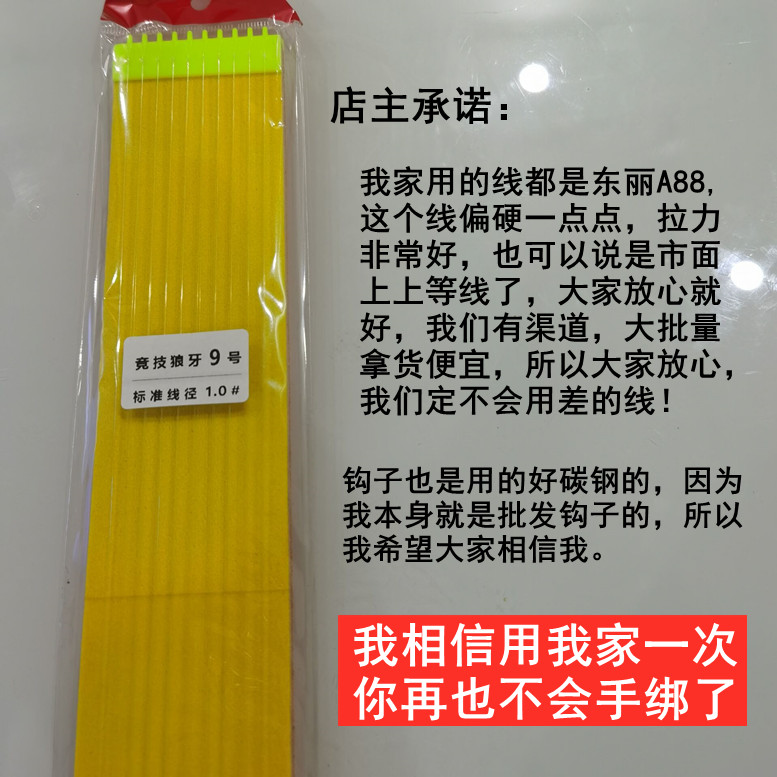 店主承诺：
我家用的线都是东丽A88,
这个线偏硬一点点，拉力
非常好，也可以说是市面
上上等线了，大家放心就
好，我们有渠道，大批量
拿货便宜，所以大家放心，
我们定不会用差的线！
钩子也是用的好碳钢的，因为
我本身就是批发钩子的，所以
我希望大家相信我。
我相信用我家一次
你再也不会手绑了
竞技狼牙9号
标准线径1.0#